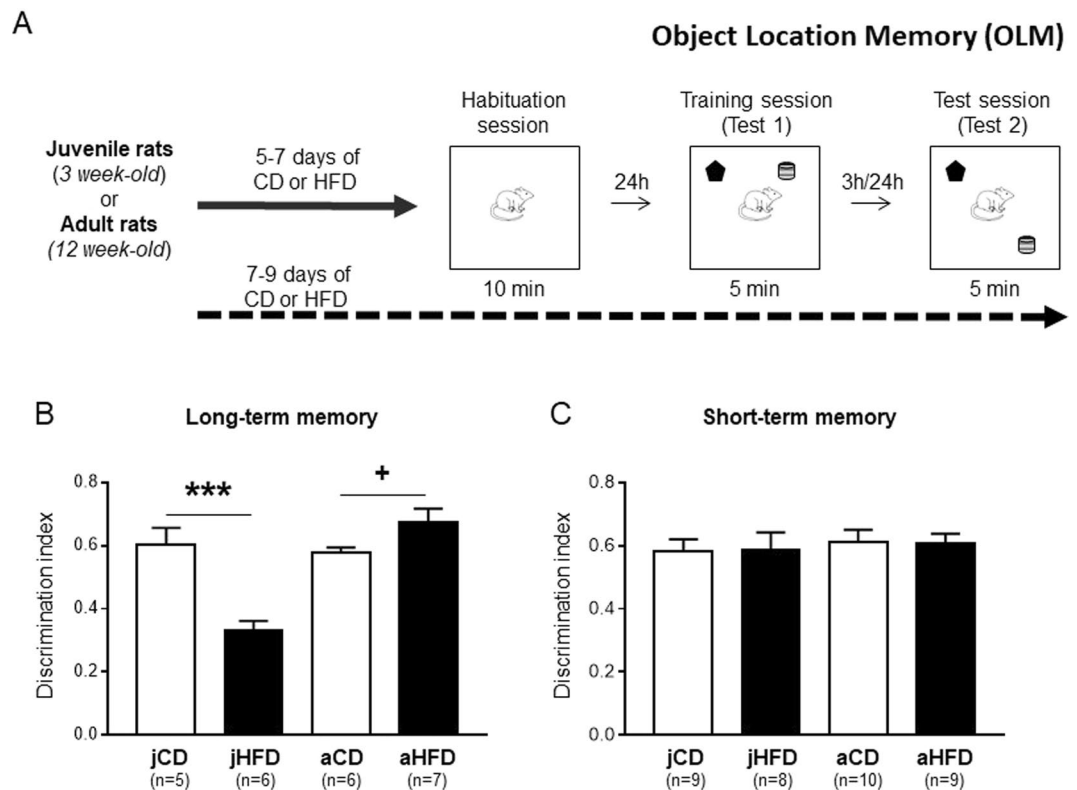 A
Object Location Memory (OLM)
Juvenile rats
(3 week-old)
or
Adult rats
(12 week-old)
5-7 days of
CD or HFD
7-9 days of
CD or HFD
Habituation
session
10 min
24h
Training session
(Test 1)
5 min
3h/24h
Test session
(Test 2)
5 min
B
Long-term memory
Discrimination index
0.8
0.6
0.4
0.2
0.0
***
+
jCD
(n=5)
jHFD
(n=6)
aCD
(n=6)
aHFD
(n=7)
C
Short-term memory
Discrimination index
0.8
0.6
0.4
0.2
0.0
jCD
(n=9)
jHFD
(n=8)
aCD
(n=10)
aHFD
(n=9)